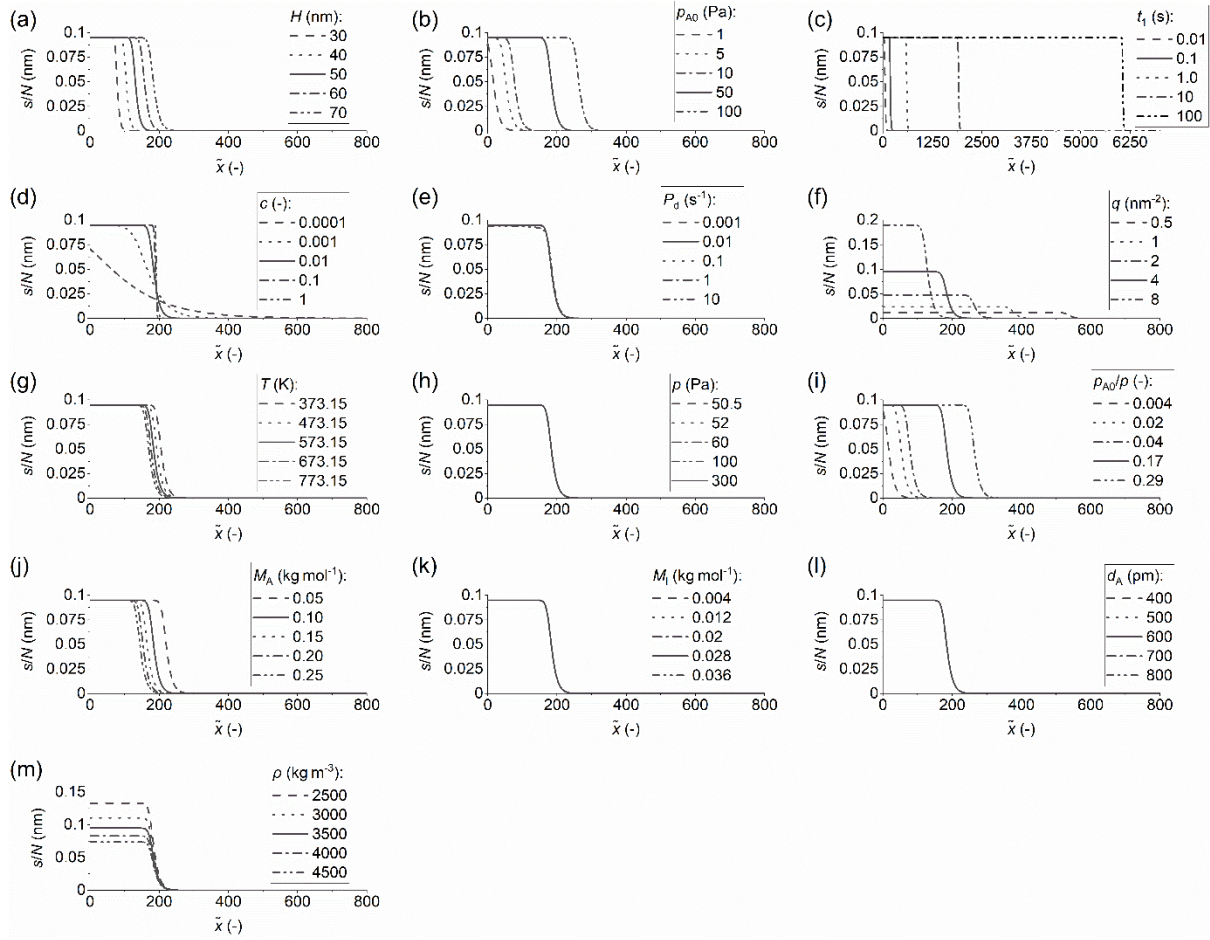 (a)
H (nm):
30
40
50
60
70
s/N (nm)
0.1
0.075
0.05
0.025
0
0 200 400 600 800
x̃ (-)
(b)
pA0 (Pa):
1
5
10
50
100
s/N (nm)
0.1
0.075
0.05
0.025
0
0 200 400 600 800
x̃ (-)
(c)
t1 (s):
0.01
0.1
1.0
10
100
s/N (nm)
0.1
0.075
0.05
0.025
0
0 1250 2500 3750 5000 6250
x̃ (-)
(d)
c (-):
0.0001
0.001
0.01
0.1
1
s/N (nm)
0.1
0.075
0.05
0.025
0
0 200 400 600 800
x̃ (-)
(e)
Pd (s-1):
0.001
0.01
0.1
1
10
s/N (nm)
0.1
0.075
0.05
0.025
0
0 200 400 600 800
x̃ (-)
(f)
q (nm-2):
0.5
1
2
4
8
s/N (nm)
0.2
0.15
0.1
0.05
0
0 200 400 600 800
x̃ (-)
(g)
T (K):
373.15
473.15
573.15
673.15
773.15
s/N (nm)
0.1
0.075
0.05
0.025
0
0 200 400 600 800
x̃ (-)
(h)
p (Pa):
50.5
52
60
100
300
s/N (nm)
0.1
0.075
0.05
0.025
0
0 200 400 600 800
x̃ (-)
(i)
pA0/p (-):
0.004
0.02
0.04
0.17
0.29
s/N (nm)
0.1
0.075
0.05
0.025
0
0 200 400 600 800
x̃ (-)
(j)
MA (kg mol-1):
0.05
0.10
0.15
0.20
0.25
s/N (nm)
0.1
0.075
0.05
0.025
0
0 200 400 600 800
x̃ (-)
(k)
MI (kg mol-1):
0.004
0.012
0.02
0.028
0.036
s/N (nm)
0.1
0.075
0.05
0.025
0
0 200 400 600 800
x̃ (-)
(l)
dA (pm):
400
500
600
700
800
s/N (nm)
0.1
0.075
0.05
0.025
0
0 200 400 600 800
x̃ (-)
(m)
ρ (kg m-3):
2500
3000
3500
4000
4500
s/N (nm)
0.15
0.1
0.05
0
0 200 400 600 800
x̃ (-)